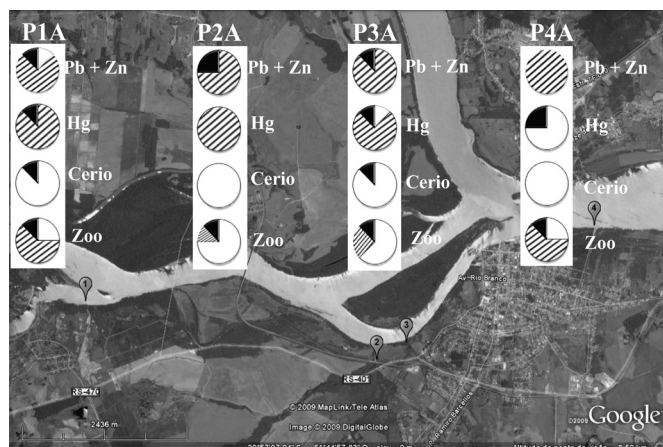 P1A P2A P3A P4A
Pb + Zn Pb + Zn Pb + Zn Pb + Zn
Hg Hg Hg Hg
Cerio Cerio Cerio Cerio
Zoo Zoo Zoo Zoo
4
1
Av-Rio Branco
3
2
RS-401
RS-470
© 2009 MapLink/Tele Atlas
Image © 2009 DigitalGlobe
©2009 Google
2436 m